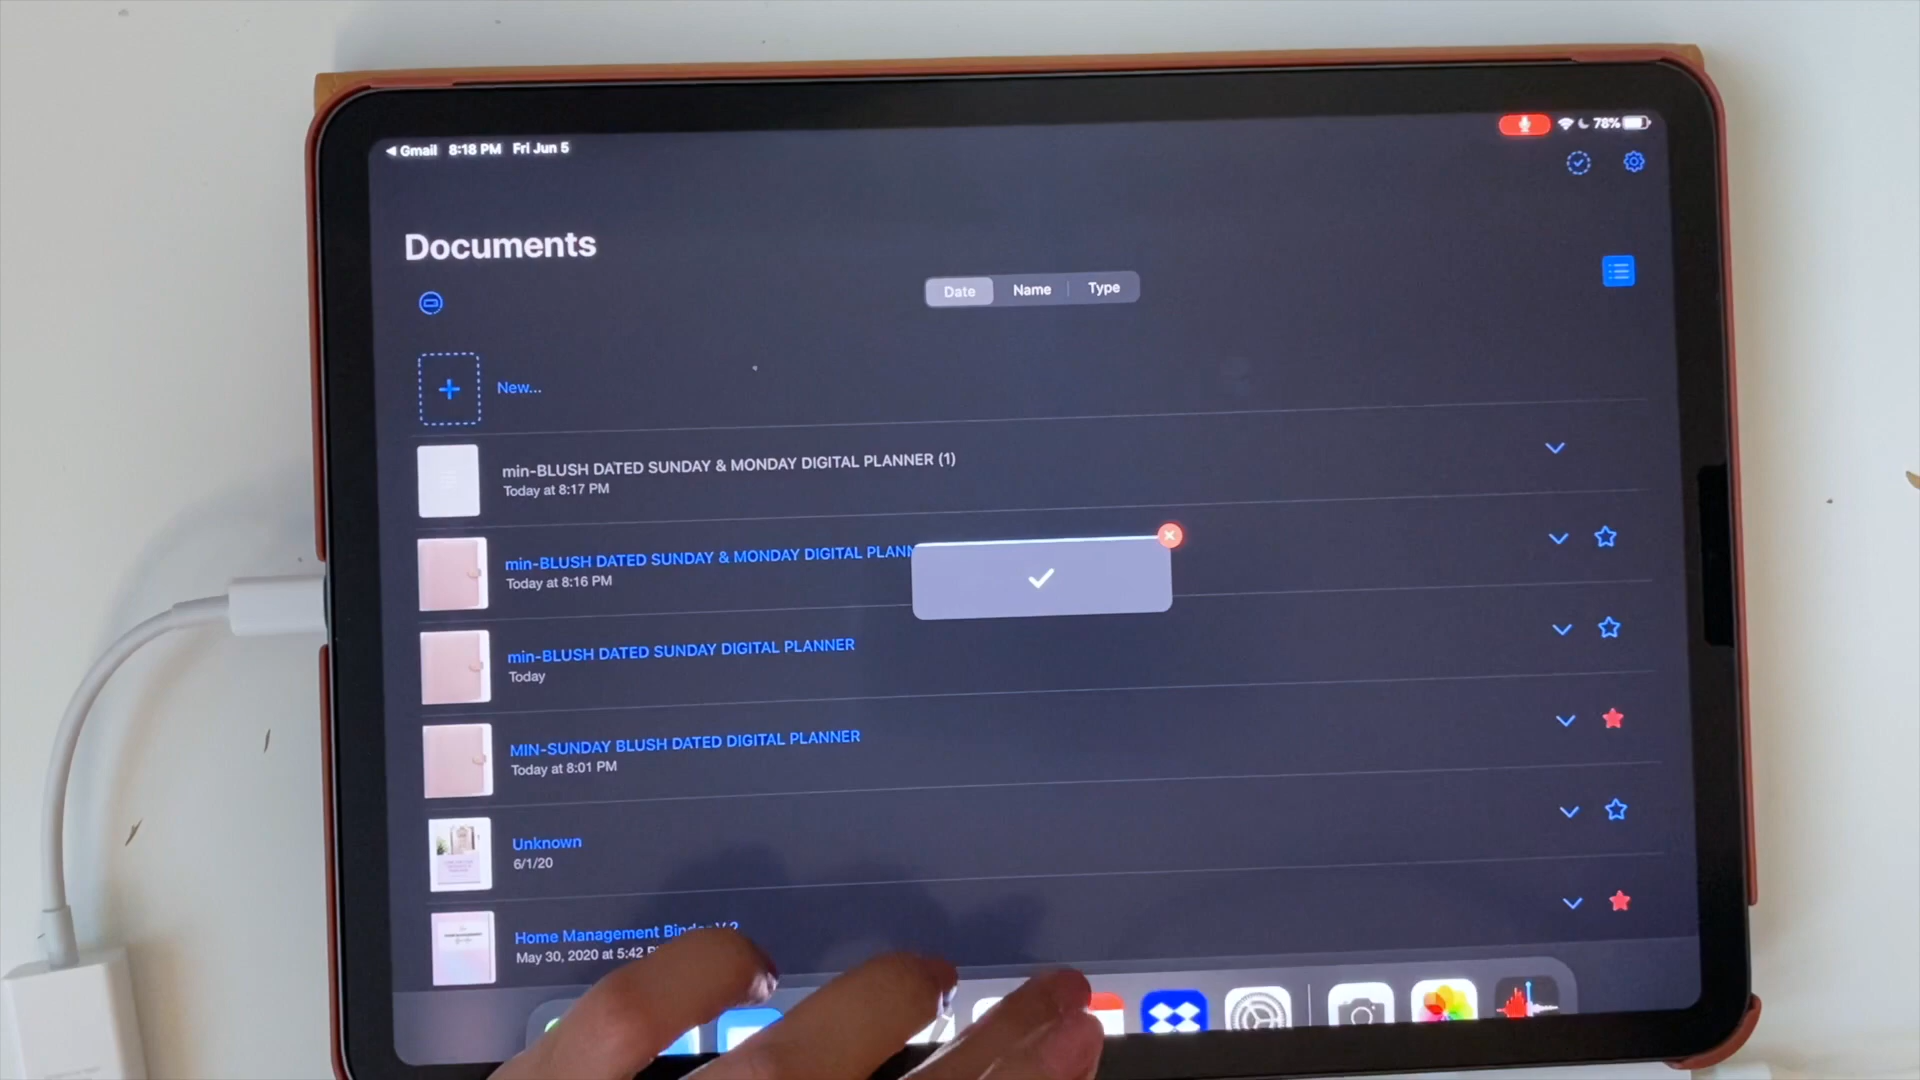 ◀ Gmail 8:18 PM Fri Jun 5
78%
Documents
Date Name Type
New...
min-BLUSH DATED SUNDAY & MONDAY DIGITAL PLANNER (1)
Today at 8:17 PM
min-BLUSH DATED SUNDAY & MONDAY DIGITAL PLANN
Today at 8:16 PM
min-BLUSH DATED SUNDAY DIGITAL PLANNER
Today
MIN-SUNDAY BLUSH DATED DIGITAL PLANNER
Today at 8:01 PM
Unknown
6/1/20
Home Management Binder V.2
May 30, 2020 at 5:42 P